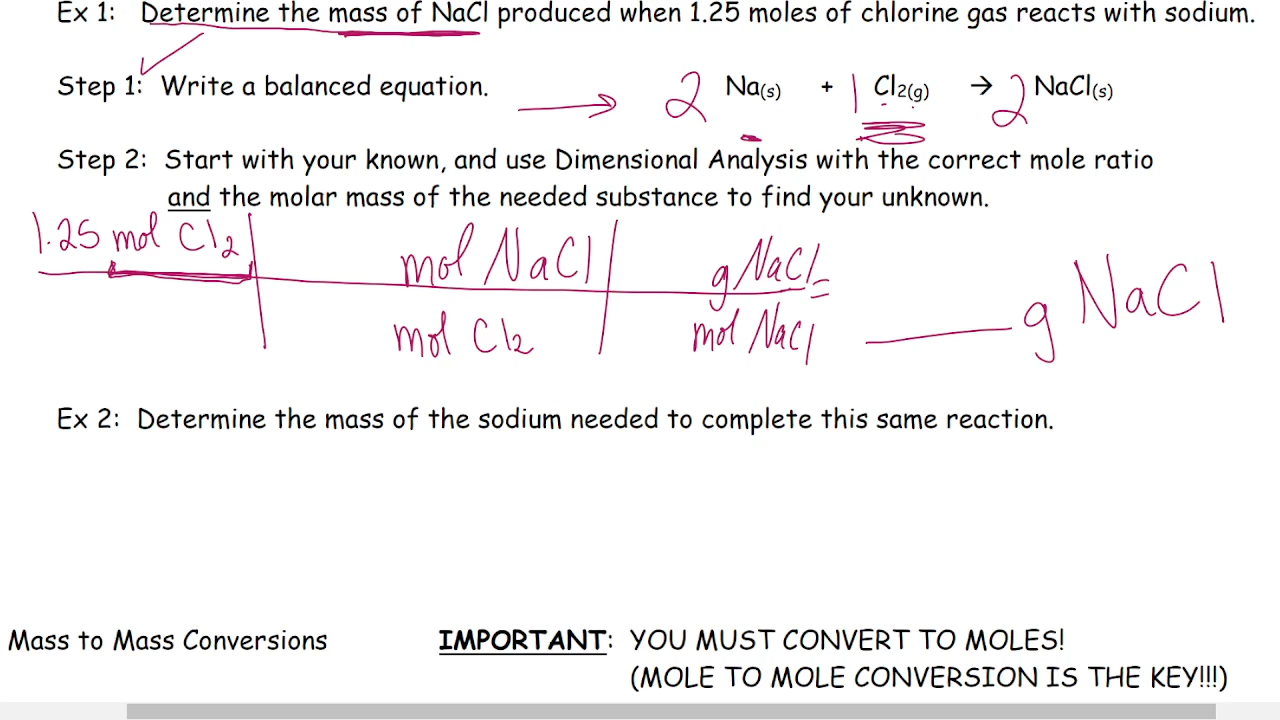 Ex 1: Determine the mass of NaCl produced when 1.25 moles of chlorine gas reacts with sodium.
Step 1: Write a balanced equation. 2 Na(s) + 1 Cl2(g) → 2 NaCl(s)
Step 2: Start with your known, and use Dimensional Analysis with the correct mole ratio
and the molar mass of the needed substance to find your unknown.
1.25 mol Cl2 mol NaCl g NaCl =
mol Cl2 mol NaCl g NaCl
Ex 2: Determine the mass of the sodium needed to complete this same reaction.
Mass to Mass Conversions IMPORTANT: YOU MUST CONVERT TO MOLES!
(MOLE TO MOLE CONVERSION IS THE KEY!!!)